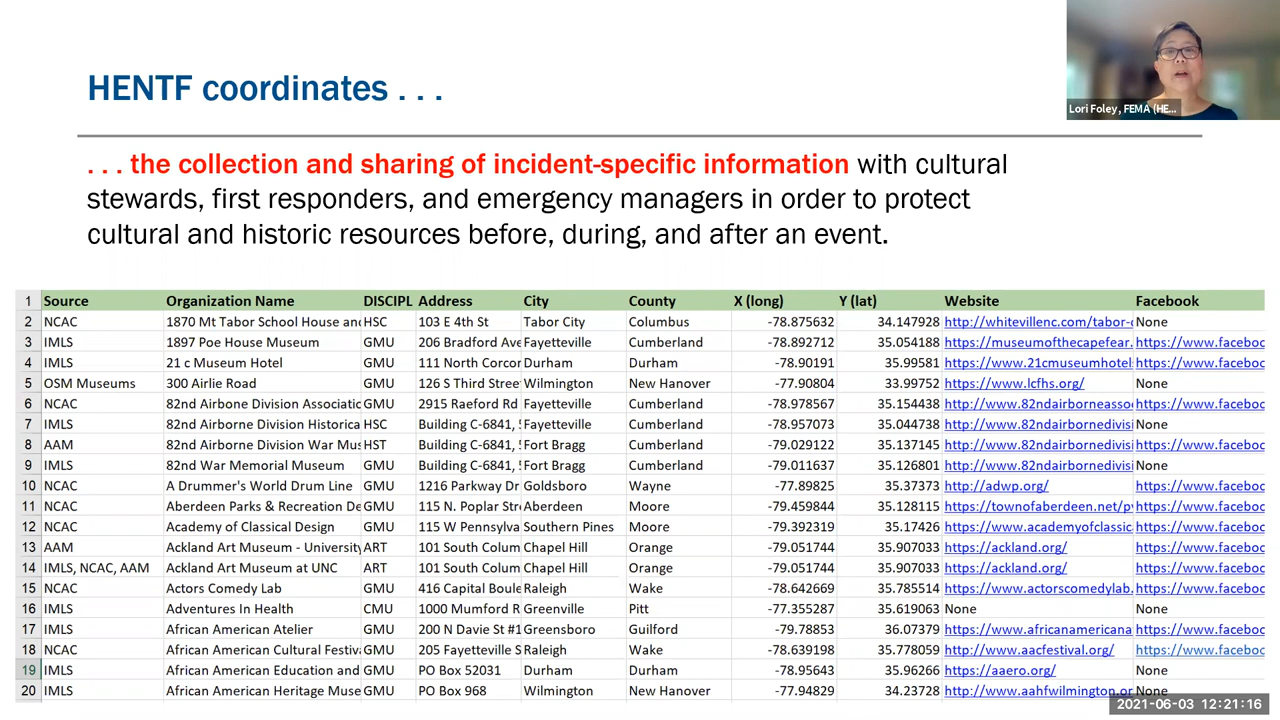 HENTF coordinates . . .
Lori Foley, FEMA (HE...
. . . the collection and sharing of incident-specific information with cultural
stewards, first responders, and emergency managers in order to protect
cultural and historic resources before, during, and after an event.
1 Source Organization Name DISCIPL Address City County X (long) Y (lat) Website Facebook
2 NCAC 1870 Mt Tabor School House and HSC 103 E 4th St Tabor City Columbus -78.875632 34.147928 http://whitevillenc.com/tabor-c None
3 IMLS 1897 Poe House Museum GMU 206 Bradford Ave Fayetteville Cumberland -78.892712 35.054188 https://museumofthecapefear. https://www.faceboc
4 IMLS 21 c Museum Hotel GMU 111 North Corcor Durham Durham -78.90191 35.99581 https://www.21cmuseumhotel: https://www.faceboc
5 OSM Museums 300 Airlie Road GMU 126 S Third Stree Wilmington New Hanover -77.90804 33.99752 https://www.lcfhs.org/ None
6 NCAC 82nd Airbone Division Associatic GMU 2915 Raeford Rd Fayetteville Cumberland -78.978567 35.154438 http://www.82ndairborneasso https://www.faceboc
7 IMLS 82nd Airborne Division Historica HSC Building C-6841, Fayetteville Cumberland -78.957073 35.044738 http://www.82ndairbornedivisi None
8 AAM 82nd Airborne Division War Mus HST Building C-6841, Fort Bragg Cumberland -79.029122 35.137145 http://www.82ndairbornedivisi https://www.faceboc
9 IMLS 82nd War Memorial Museum GMU Building C-6841, Fort Bragg Cumberland -79.011637 35.126801 http://www.82ndairbornedivisi None
10 NCAC A Drummer's World Drum Line GMU 1216 Parkway Dr Goldsboro Wayne -77.89825 35.37373 http://adwp.org/ https://www.faceboc
11 NCAC Aberdeen Parks & Recreation De GMU 115 N. Poplar Str Aberdeen Moore -79.459844 35.128115 https://townofaberdeen.net/p https://www.faceboc
12 NCAC Academy of Classical Design GMU 115 W Pennsylva Southern Pines Moore -79.392319 35.17426 https://www.academyofclassic https://www.faceboc
13 AAM Ackland Art Museum - University ART 101 South Colum Chapel Hill Orange -79.051744 35.907033 https://ackland.org/ https://www.faceboc
14 IMLS, NCAC, AAM Ackland Art Museum at UNC ART 101 South Colum Chapel Hill Orange -79.051744 35.907033 https://ackland.org/ https://www.faceboc
15 NCAC Actors Comedy Lab GMU 416 Capital Boule Raleigh Wake -78.642669 35.785514 https://www.actorscomedylab. https://www.faceboc
16 IMLS Adventures In Health CMU 1000 Mumford R Greenville Pitt -77.355287 35.619063 None None
17 IMLS African American Atelier GMU 200 N Davie St #1 Greensboro Guilford -79.78853 36.07379 https://www.africanamericana https://www.faceboc
18 NCAC African American Cultural Festiva GMU 205 Fayetteville S Raleigh Wake -78.639198 35.778059 http://www.aacfestival.org/ https://www.faceboc
19 IMLS African American Education and GMU PO Box 52031 Durham Durham -78.95643 35.96266 https://aaero.org/ None
20 IMLS African American Heritage Muse GMU PO Box 968 Wilmington New Hanover -77.94829 34.23728 http://www.aahfwilmington.or None
2021-06-03 12:21:16